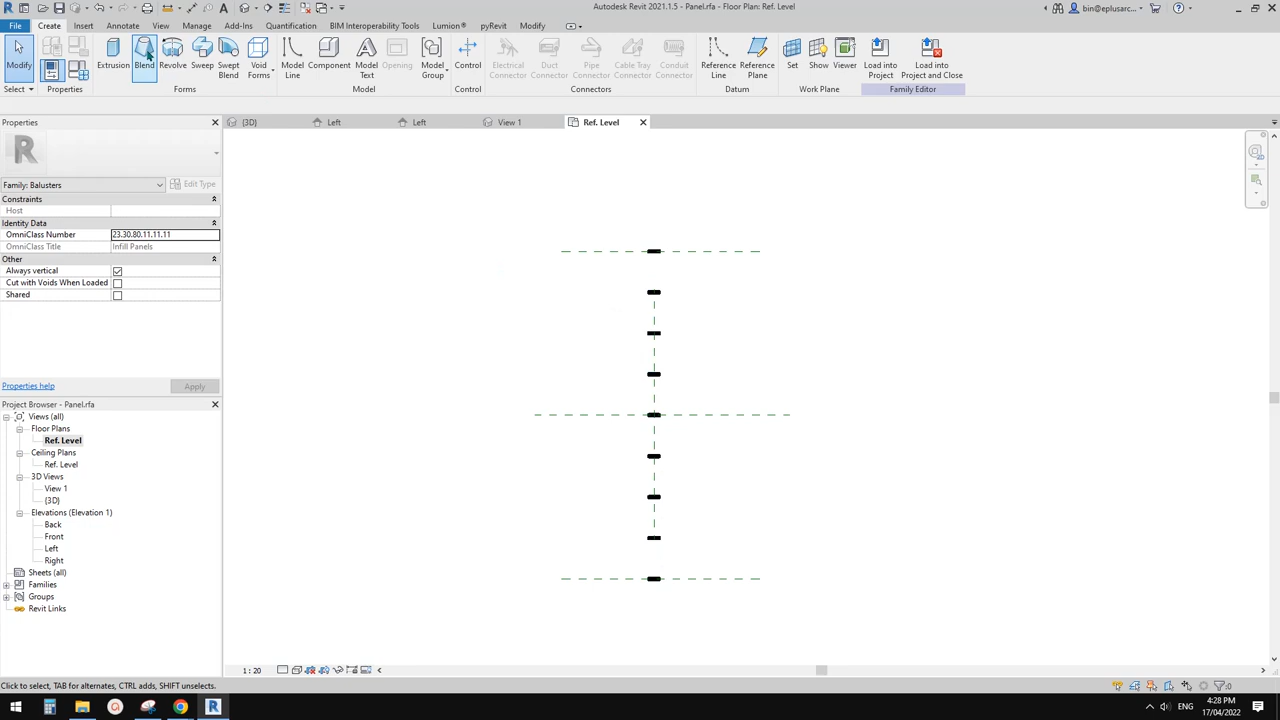 Autodesk Revit 2021.1.5 - Panel.rfa - Floor Plan: Ref. Level
bin@eplusarc...
File Create Insert Annotate View Manage Add-Ins Quantification BIM Interoperability Tools Lumion® pyRevit Modify
Modify Extrusion Blend Revolve Sweep Swept Blend Void Forms Model Line Component Model Text Opening Model Group Control Electrical Connector Duct Connector Pipe Connector Cable Tray Connector Conduit Connector Reference Line Reference Plane Set Show Viewer Load into Project Load into Project and Close
Select Properties Forms Model Control Connectors Datum Work Plane Family Editor
Properties
{3D} Left Left View 1 Ref. Level
Family: Balusters Edit Type
Constraints
Host
Identity Data
OmniClass Number 23.30.80.11.11.11
OmniClass Title Infill Panels
Other
Always vertical
Cut with Voids When Loaded
Shared
Properties help Apply
Project Browser - Panel.rfa
Views (all)
Floor Plans
Ref. Level
Ceiling Plans
Ref. Level
3D Views
View 1
{3D}
Elevations (Elevation 1)
Back
Front
Left
Right
Sheets (all)
Families
Groups
Revit Links
1 : 20
Click to select, TAB for alternates, CTRL adds, SHIFT unselects.
:0
ENG
4:28 PM
17/04/2022